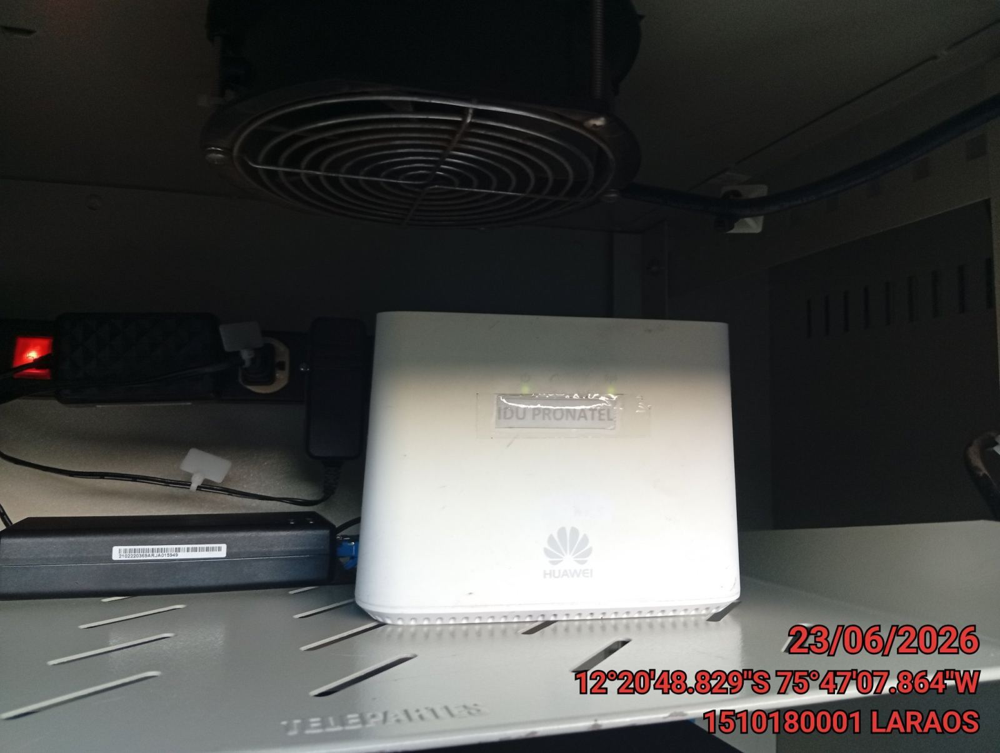 IDU PRONATEL
2102220369ARJA015949
HUAWEI
TELEPARTES
23/06/2026
12°20'48.829"S 75°47'07.864"W
1510180001 LARAOS